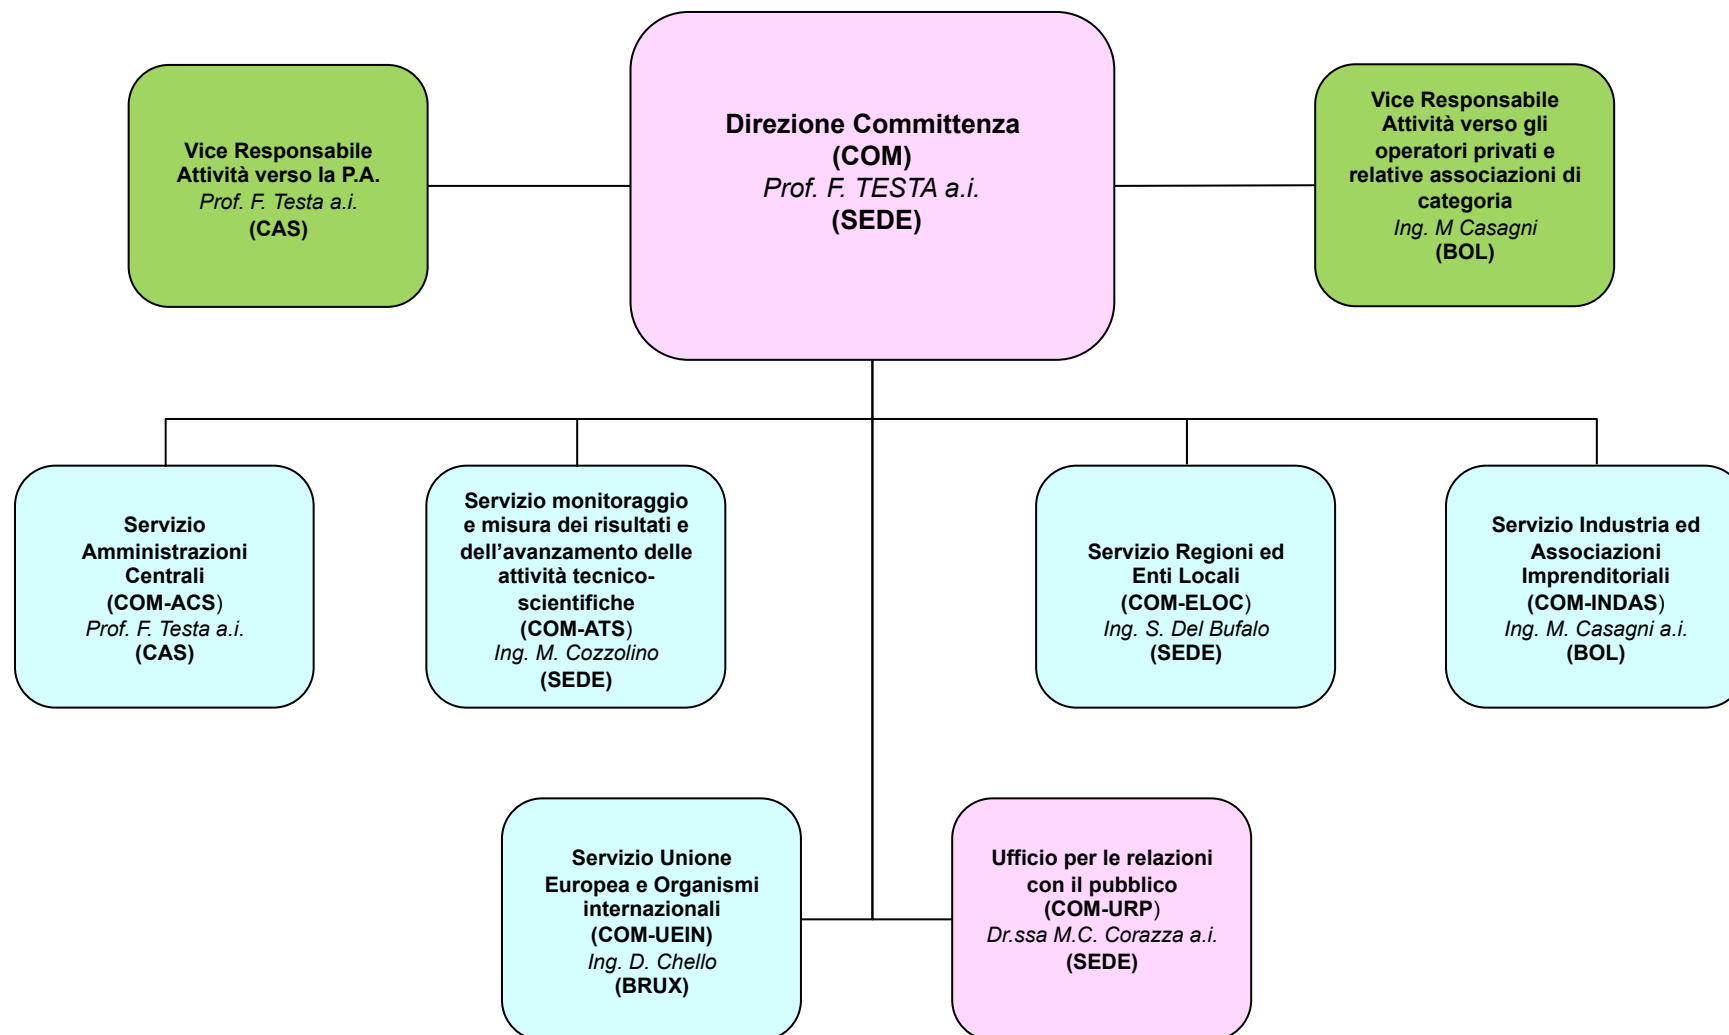 Vice Responsabile
Attività verso la P.A.
Prof. F. Testa a.i.
(CAS)
Direzione Committenza
(COM)
Prof. F. TESTA a.i.
(SEDE)
Vice Responsabile
Attività verso gli
operatori privati e
relative associazioni di
categoria
Ing. M Casagni
(BOL)
Servizio
Amministrazioni
Centrali
(COM-ACS)
Prof. F. Testa a.i.
(CAS)
Servizio monitoraggio
e misura dei risultati e
dell'avanzamento delle
attività tecnico-
scientifiche
(COM-ATS)
Ing. M. Cozzolino
(SEDE)
Servizio Regioni ed
Enti Locali
(COM-ELOC)
Ing. S. Del Bufalo
(SEDE)
Servizio Industria ed
Associazioni
Imprenditoriali
(COM-INDAS)
Ing. M. Casagni a.i.
(BOL)
Servizio Unione
Europea e Organismi
internazionali
(COM-UEIN)
Ing. D. Chello
(BRUX)
Ufficio per le relazioni
con il pubblico
(COM-URP)
Dr.ssa M.C. Corazza a.i.
(SEDE)